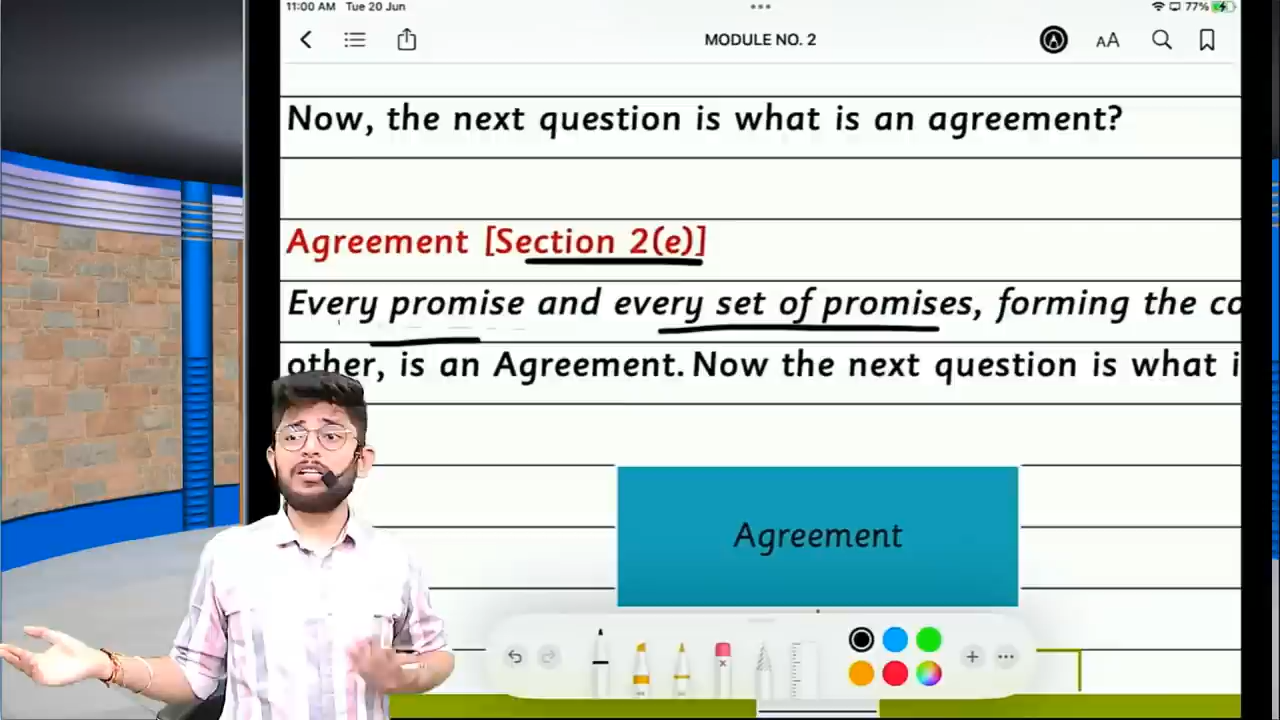 11:00 AM Tue 20 Jun
77%
MODULE NO. 2
AA
Now, the next question is what is an agreement?
Agreement [Section 2(e)]
Every promise and every set of promises, forming the co
other, is an Agreement. Now the next question is what i
Agreement